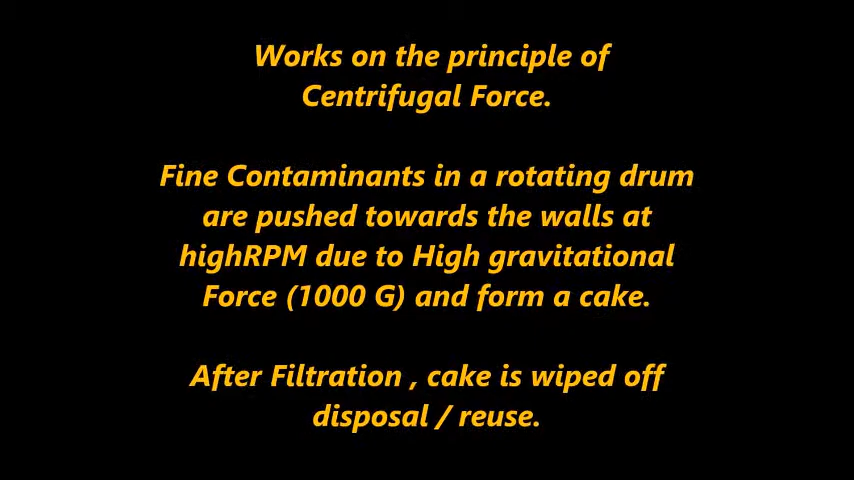 Works on the principle of
Centrifugal Force.
Fine Contaminants in a rotating drum
are pushed towards the walls at
highRPM due to High gravitational
Force (1000 G) and form a cake.
After Filtration , cake is wiped off
disposal / reuse.